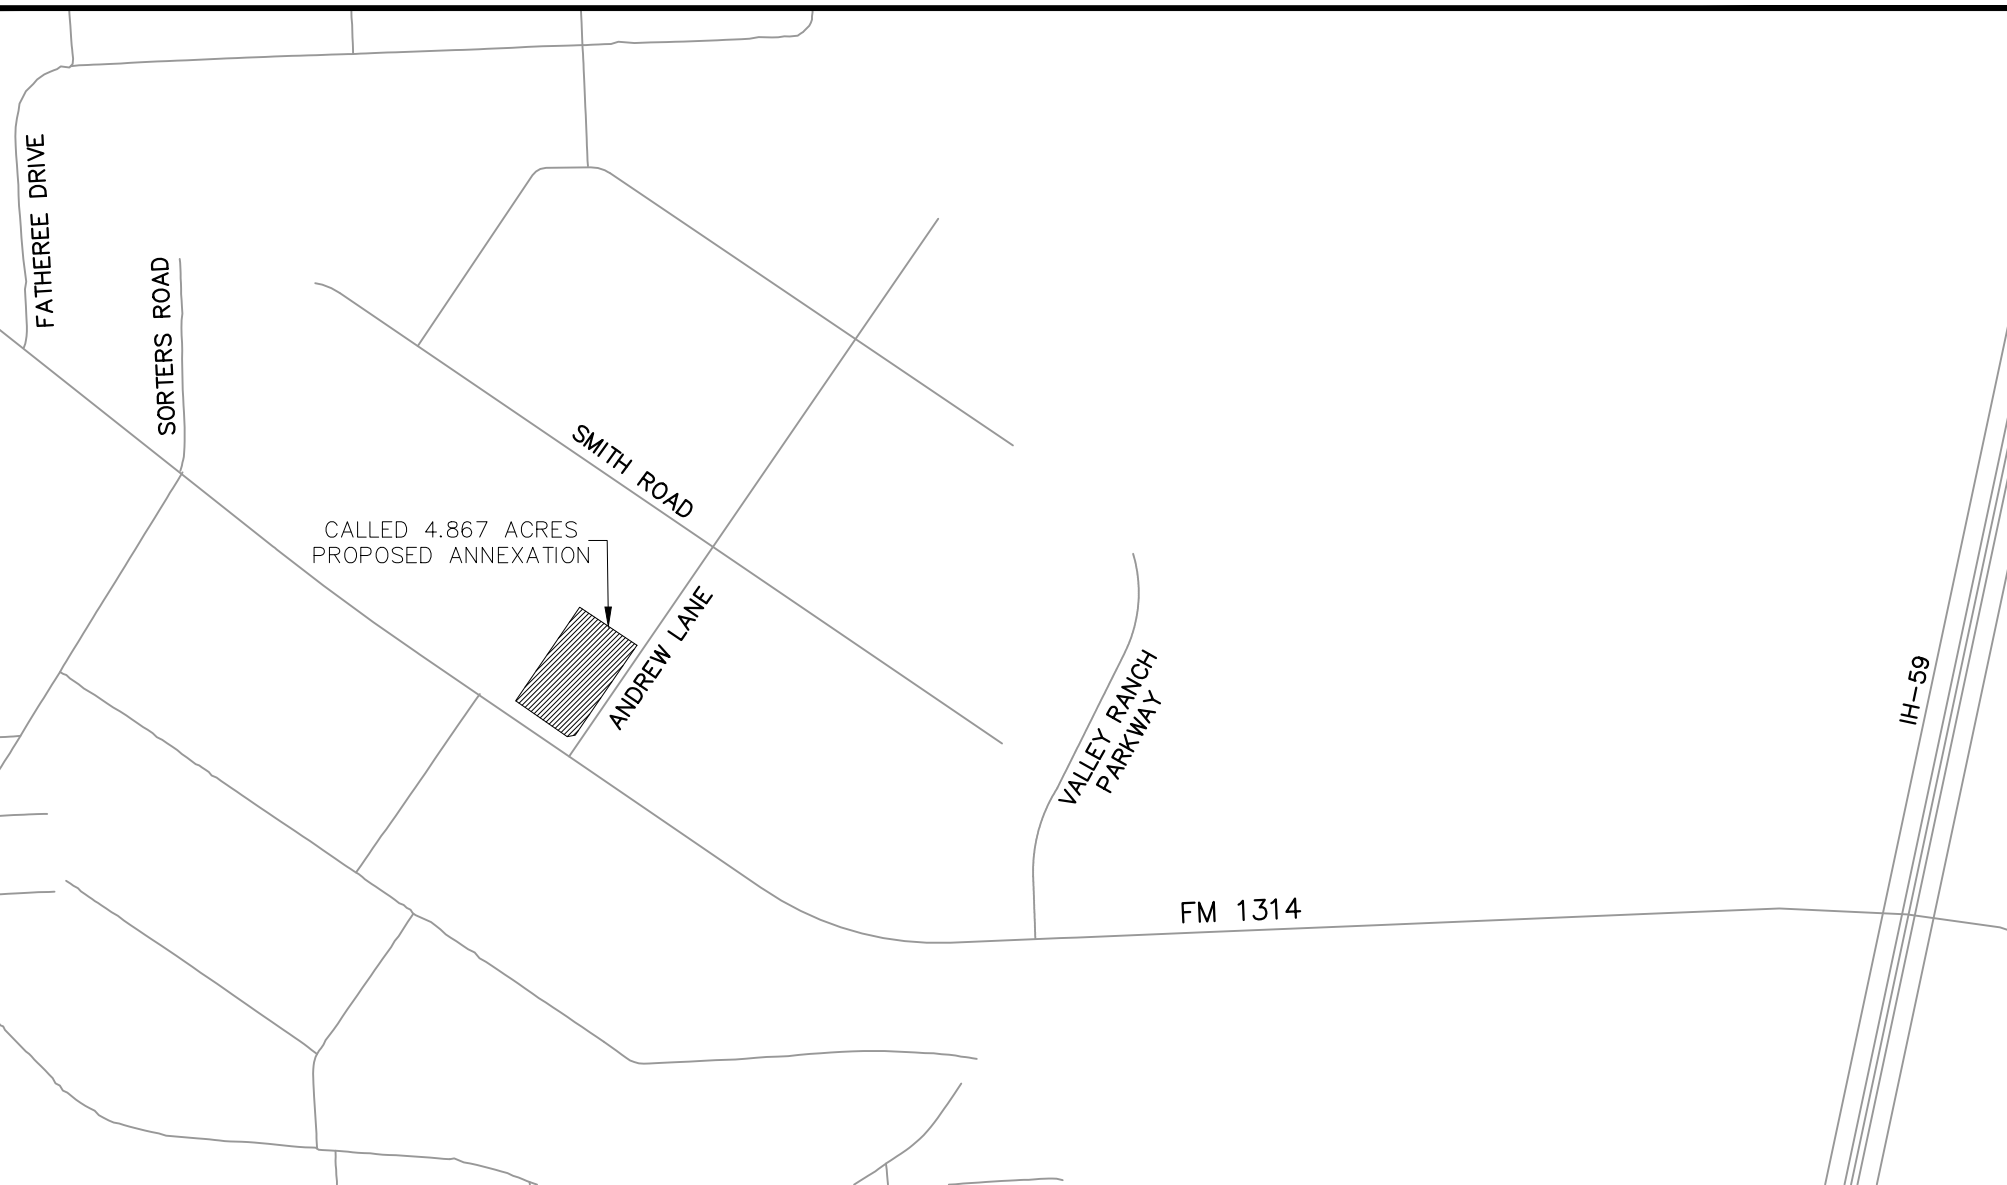 FATHEREE DRIVE
SORTERS ROAD
SMITH ROAD
CALLED 4.867 ACRES
PROPOSED ANNEXATION
ANDREW LANE
VALLEY RANCH
PARKWAY
IH-59
FM 1314